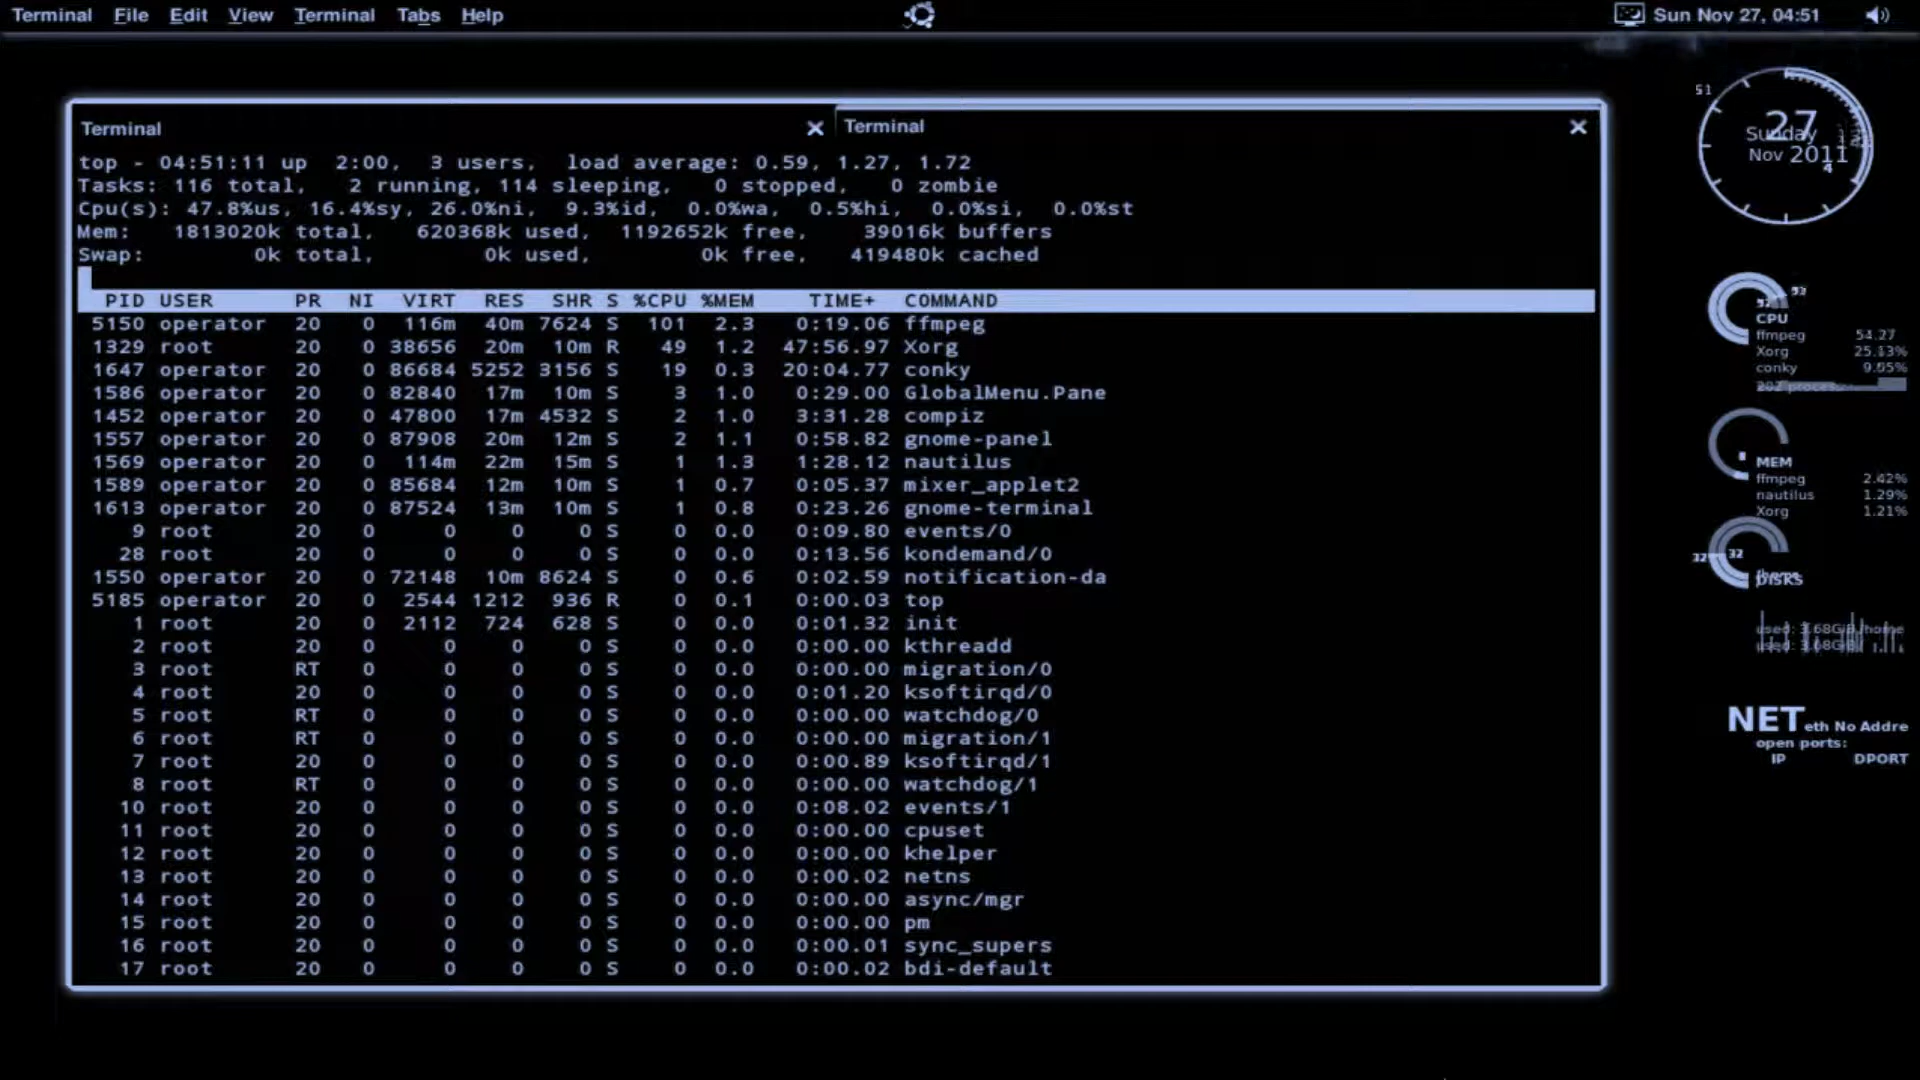 Terminal File Edit View Terminal Tabs Help Sun Nov 27, 04:51
Terminal Terminal
top - 04:51:11 up 2:00, 3 users, load average: 0.59, 1.27, 1.72
Tasks: 116 total, 2 running, 114 sleeping, 0 stopped, 0 zombie
Cpu(s): 47.8%us, 16.4%sy, 26.0%ni, 9.3%id, 0.0%wa, 0.5%hi, 0.0%si, 0.0%st
Mem: 1813020k total, 620368k used, 1192652k free, 39016k buffers
Swap: 0k total, 0k used, 0k free, 419480k cached
PID USER PR NI VIRT RES SHR S %CPU %MEM TIME+ COMMAND
5150 operator 20 0 116m 40m 7624 S 101 2.3 0:19.06 ffmpeg
1329 root 20 0 38656 20m 10m R 49 1.2 47:56.97 Xorg
1647 operator 20 0 86684 5252 3156 S 19 0.3 20:04.77 conky
1586 operator 20 0 82840 17m 10m S 3 1.0 0:29.00 GlobalMenu.Pane
1452 operator 20 0 47800 17m 4532 S 2 1.0 3:31.28 compiz
1557 operator 20 0 87908 20m 12m S 2 1.1 0:58.82 gnome-panel
1569 operator 20 0 114m 22m 15m S 1 1.3 1:28.12 nautilus
1589 operator 20 0 85684 12m 10m S 1 0.7 0:05.37 mixer_applet2
1613 operator 20 0 87524 13m 10m S 1 0.8 0:23.26 gnome-terminal
9 root 20 0 0 0 0 S 0 0.0 0:09.80 events/0
28 root 20 0 0 0 0 S 0 0.0 0:13.56 kondemand/0
1550 operator 20 0 72148 10m 8624 S 0 0.6 0:02.59 notification-da
5185 operator 20 0 2544 1212 936 R 0 0.1 0:00.03 top
1 root 20 0 2112 724 628 S 0 0.0 0:01.32 init
2 root 20 0 0 0 0 S 0 0.0 0:00.00 kthreadd
3 root RT 0 0 0 0 S 0 0.0 0:00.00 migration/0
4 root 20 0 0 0 0 S 0 0.0 0:01.20 ksoftirqd/0
5 root RT 0 0 0 0 S 0 0.0 0:00.00 watchdog/0
6 root RT 0 0 0 0 S 0 0.0 0:00.00 migration/1
7 root 20 0 0 0 0 S 0 0.0 0:00.89 ksoftirqd/1
8 root RT 0 0 0 0 S 0 0.0 0:00.00 watchdog/1
10 root 20 0 0 0 0 S 0 0.0 0:08.02 events/1
11 root 20 0 0 0 0 S 0 0.0 0:00.00 cpuset
12 root 20 0 0 0 0 S 0 0.0 0:00.00 khelper
13 root 20 0 0 0 0 S 0 0.0 0:00.02 netns
14 root 20 0 0 0 0 S 0 0.0 0:00.00 async/mgr
15 root 20 0 0 0 0 S 0 0.0 0:00.00 pm
16 root 20 0 0 0 0 S 0 0.0 0:00.01 sync_supers
17 root 20 0 0 0 0 S 0 0.0 0:00.02 bdi-default
51
27
Sunday
Nov 2011
4
CPU
ffmpeg 54.27
Xorg 25.13%
conky
MEM
ffmpeg 2.42%
nautilus 1.29%
Xorg 1.21%
32 32
DISKS
used: 3.68GiB /home
used: 3.68GiB
NET eth No Addre
open ports:
IP DPORT